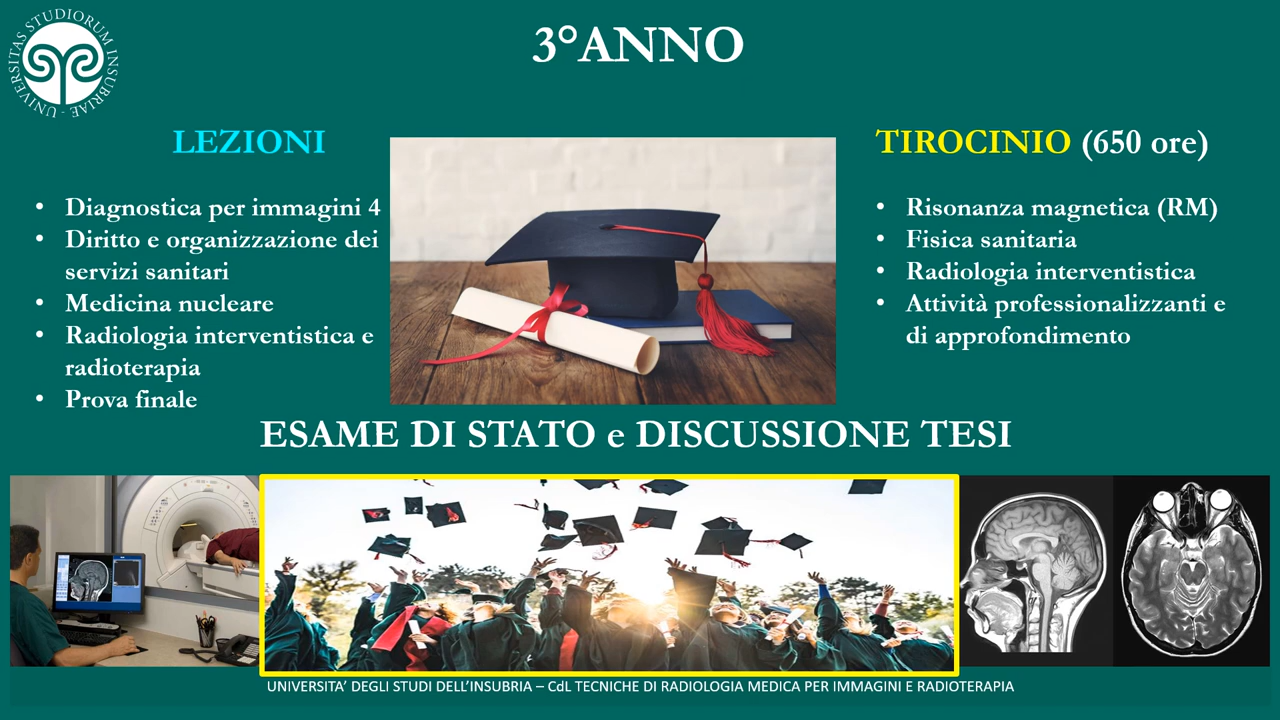 UNIVERSITAS STUDIORUM INSUBRIAE -
3°ANNO
LEZIONI
• Diagnostica per immagini 4
• Diritto e organizzazione dei
servizi sanitari
• Medicina nucleare
• Radiologia interventistica e
radioterapia
• Prova finale
TIROCINIO (650 ore)
• Risonanza magnetica (RM)
• Fisica sanitaria
• Radiologia interventistica
• Attività professionalizzanti e
di approfondimento
ESAME DI STATO e DISCUSSIONE TESI
UNIVERSITA' DEGLI STUDI DELL'INSUBRIA – CdL TECNICHE DI RADIOLOGIA MEDICA PER IMMAGINI E RADIOTERAPIA